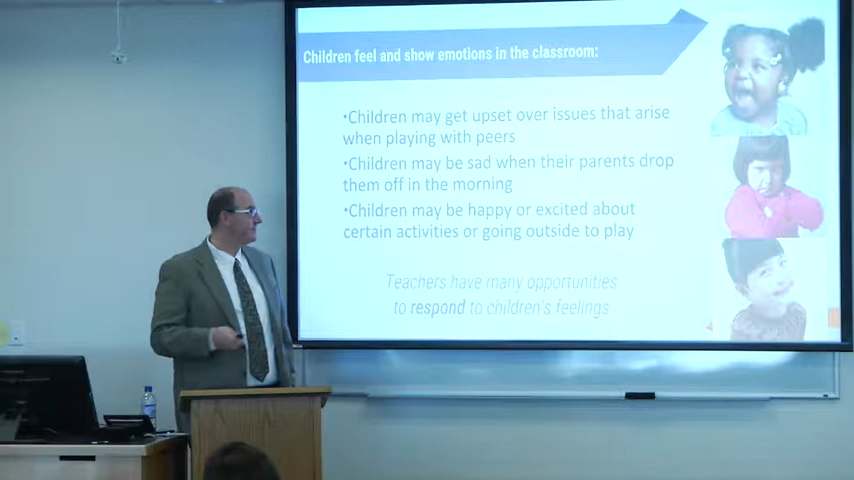 Children feel and show emotions in the classroom:
•Children may get upset over issues that arise
when playing with peers
•Children may be sad when their parents drop
them off in the morning
•Children may be happy or excited about
certain activities or going outside to play
Teachers have many opportunities
to respond to children's feelings